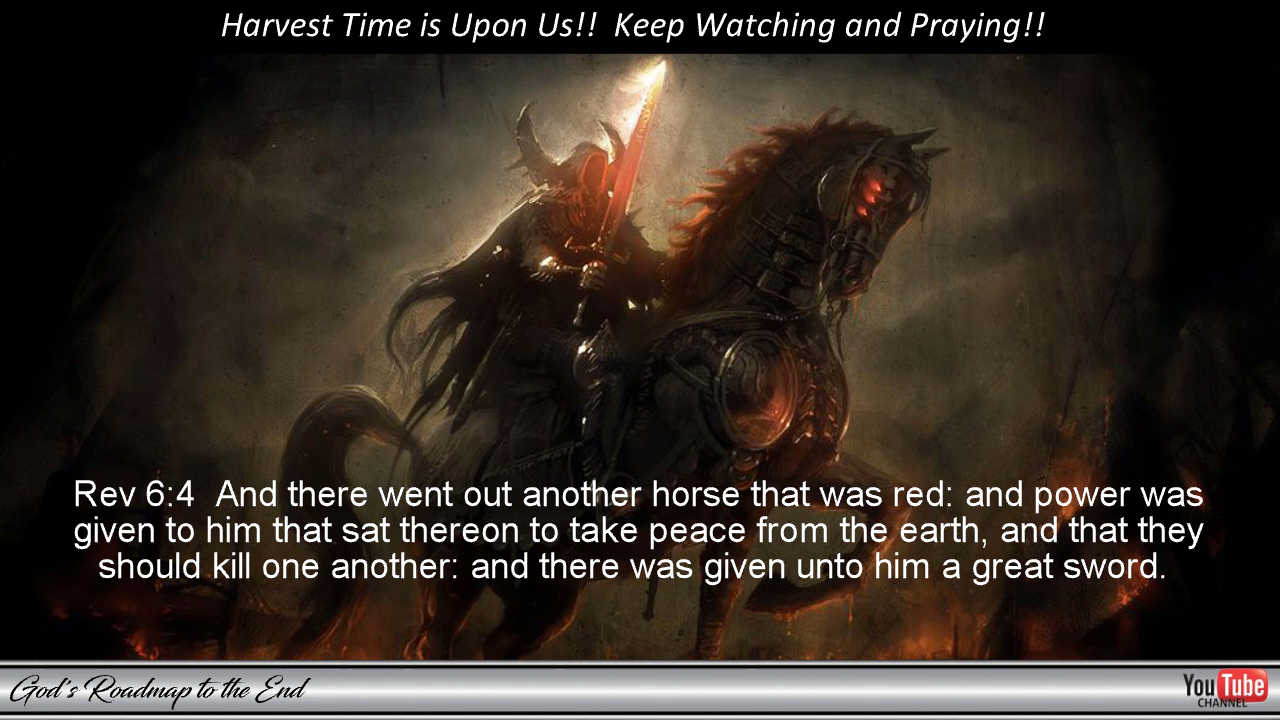 Harvest Time is Upon Us!!  Keep Watching and Praying!!
Rev 6:4  And there went out another horse that was red: and power was
given to him that sat thereon to take peace from the earth, and that they
should kill one another: and there was given unto him a great sword.
God's Roadmap to the End
YouTube
CHANNEL